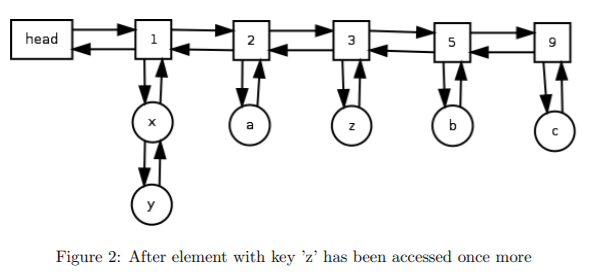 head 1 2 3 5 9
x a z b c
y
Figure 2: After element with key 'z' has been accessed once more